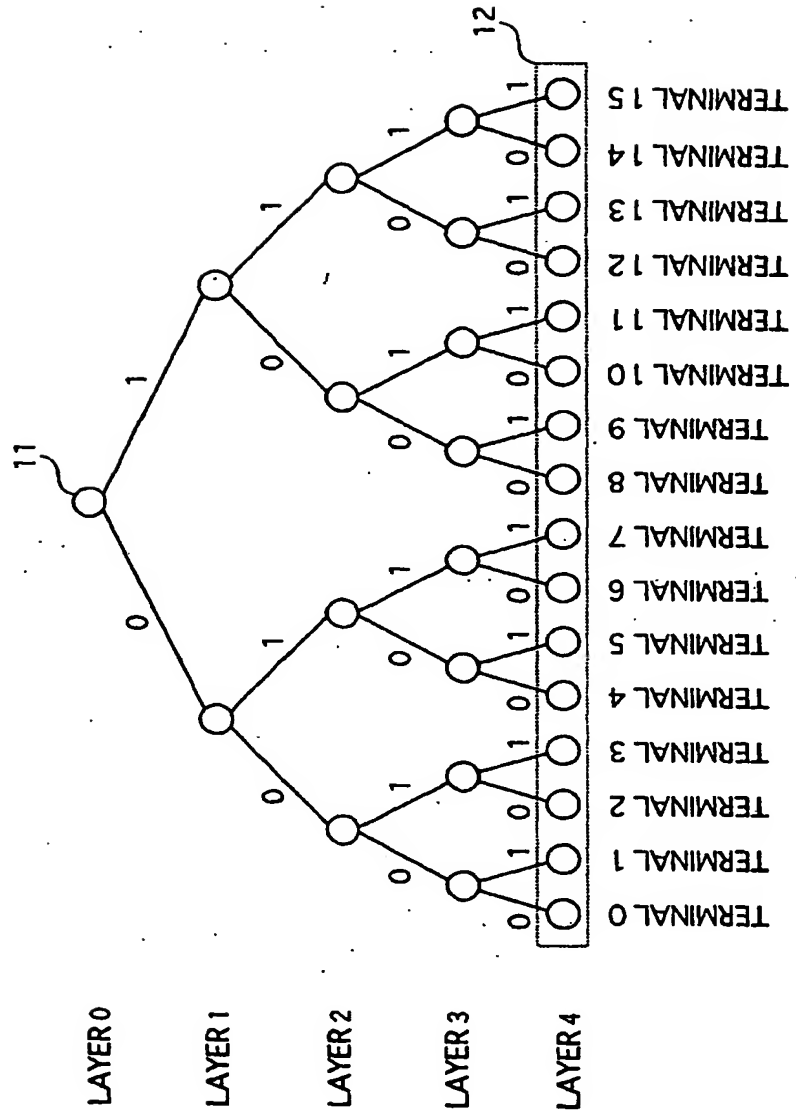 11
LAYER 0
0
1
LAYER 1
0
1
0
1
LAYER 2
0
1
0
1
0
1
0
1
12
LAYER 3
0
1
0
1
0
1
0
1
0
1
0
1
0
1
0
1
LAYER 4
TERMINAL 0
TERMINAL 1
TERMINAL 2
TERMINAL 3
TERMINAL 4
TERMINAL 5
TERMINAL 6
TERMINAL 7
TERMINAL 8
TERMINAL 9
TERMINAL 10
TERMINAL 11
TERMINAL 12
TERMINAL 13
TERMINAL 14
TERMINAL 15